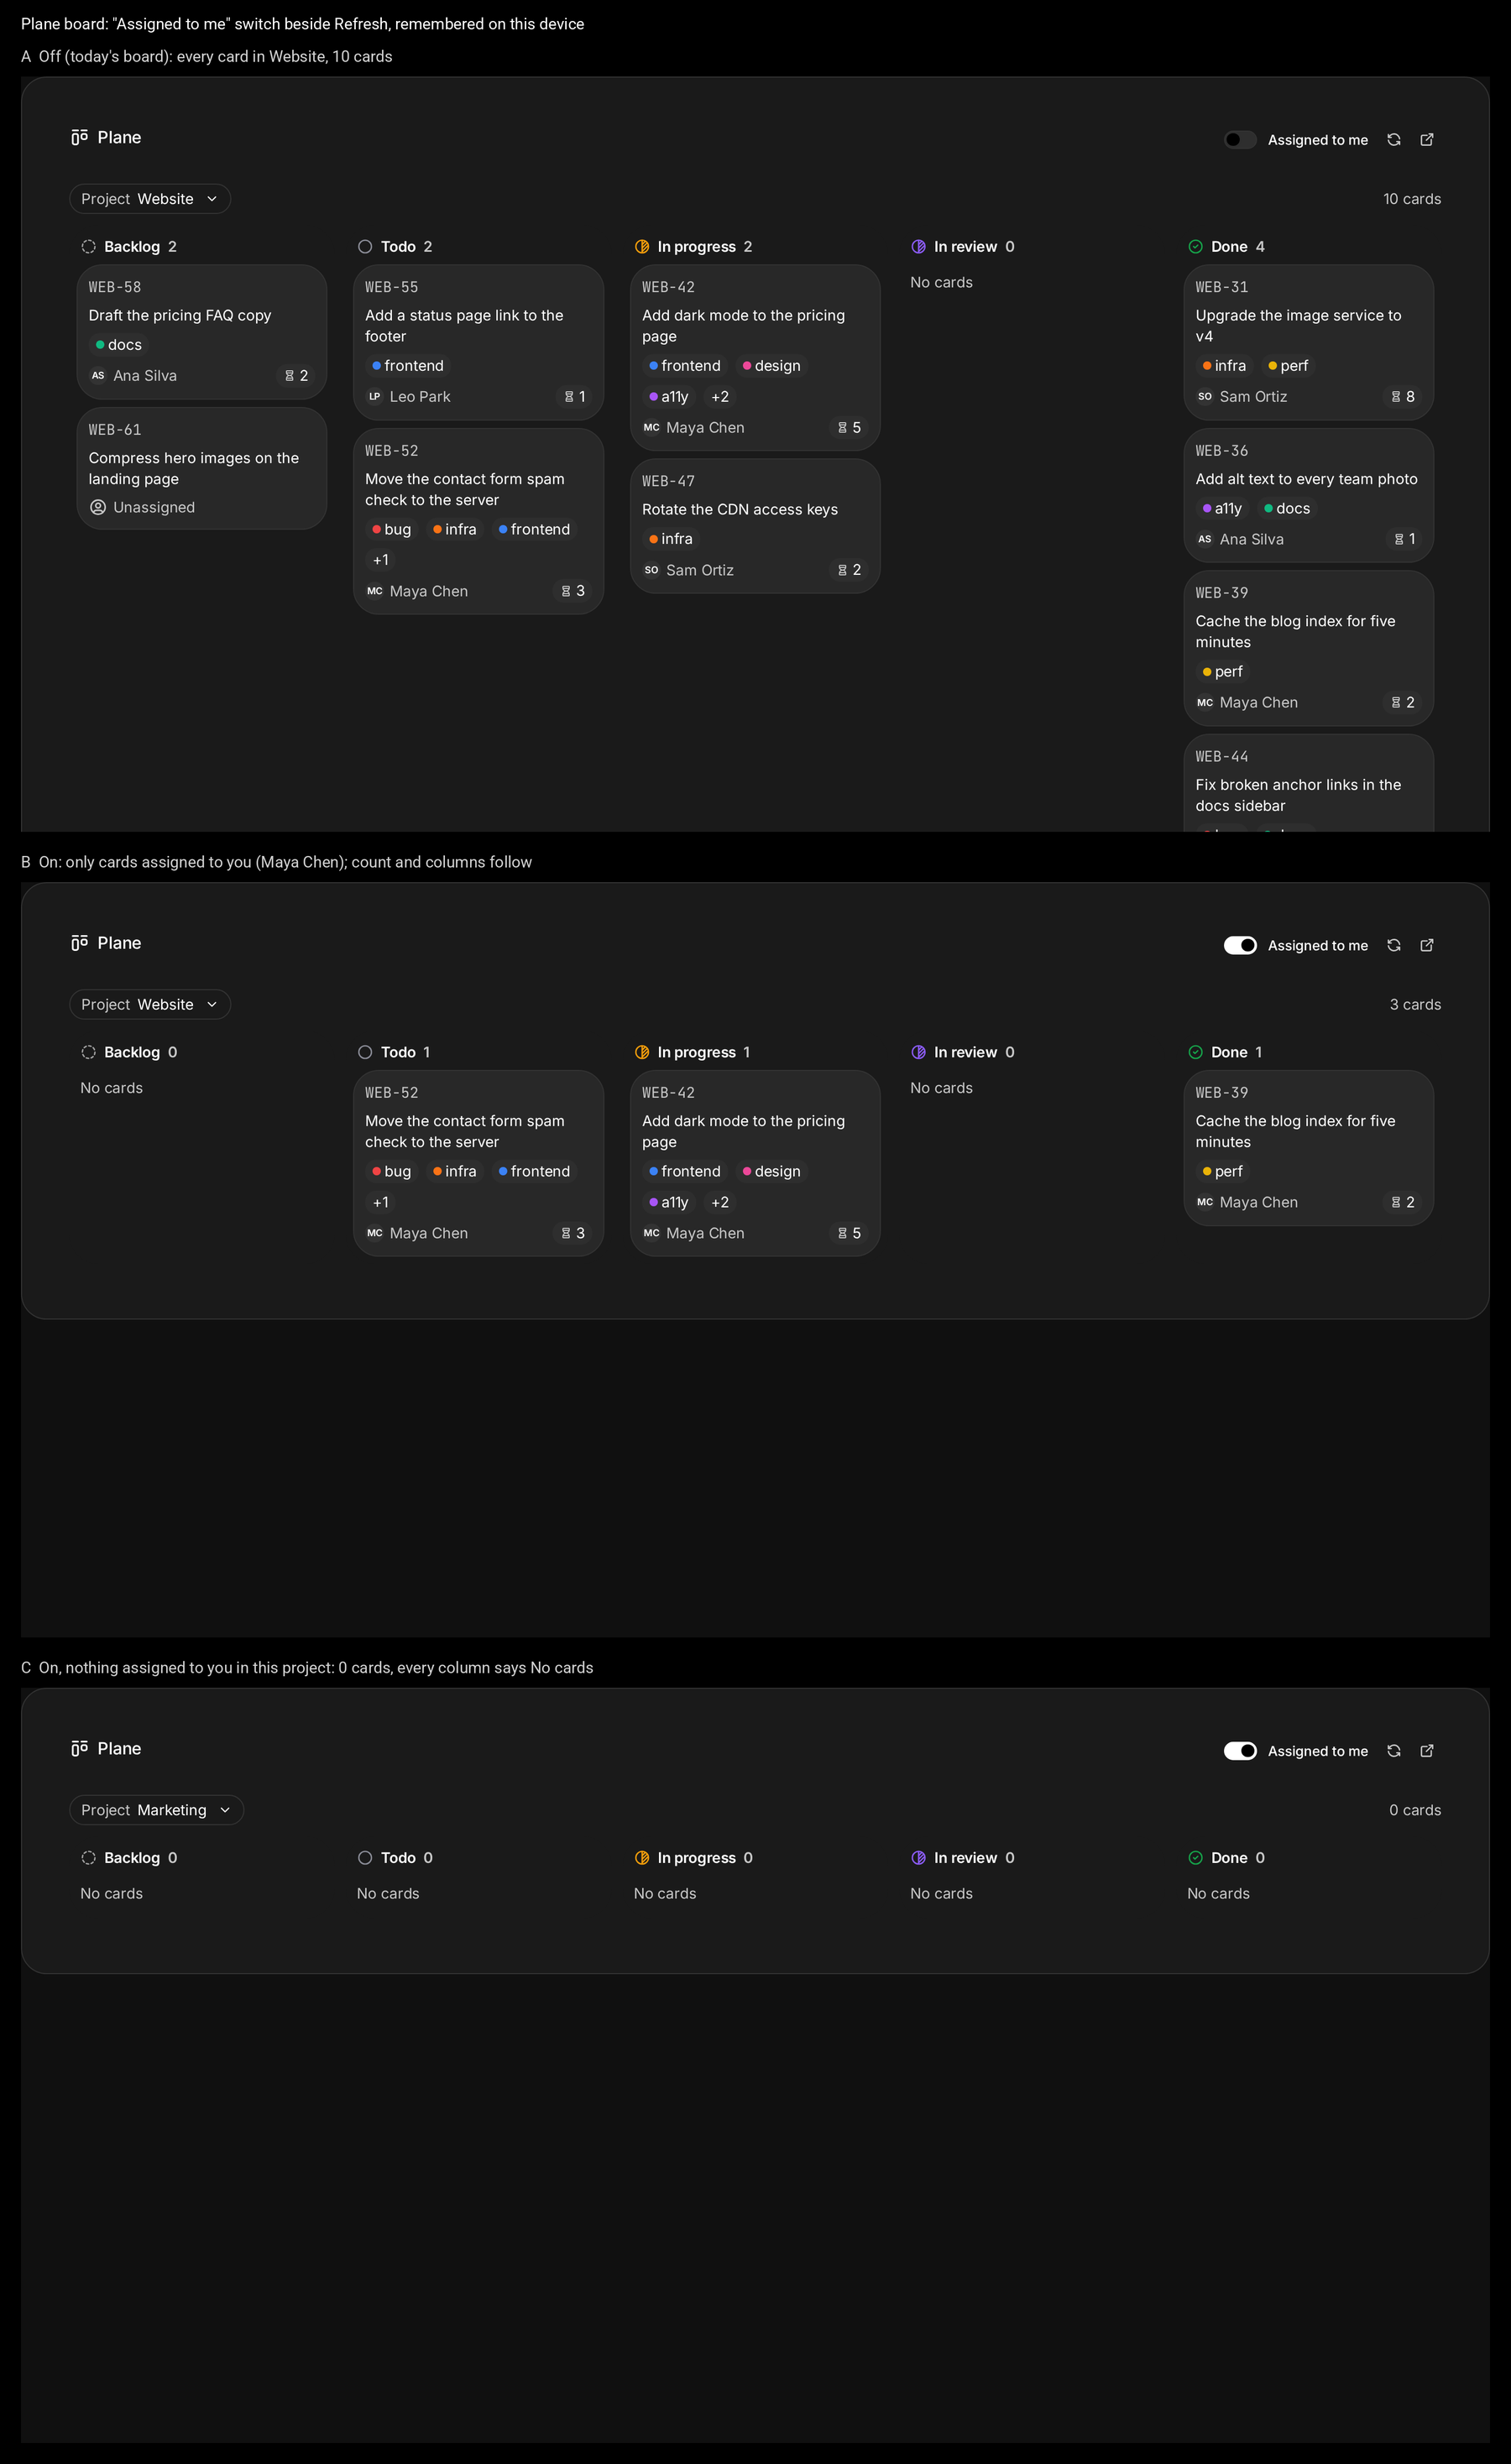 Plane board: "Assigned to me" switch beside Refresh, remembered on this device
A Off (today's board): every card in Website, 10 cards
Plane
Assigned to me
Project Website
10 cards
Backlog 2
WEB-58
Draft the pricing FAQ copy
docs
AS Ana Silva 2
WEB-61
Compress hero images on the
landing page
Unassigned
Todo 2
WEB-55
Add a status page link to the
footer
frontend
LP Leo Park 1
WEB-52
Move the contact form spam
check to the server
bug infra frontend
+1
MC Maya Chen 3
In progress 2
WEB-42
Add dark mode to the pricing
page
frontend design
a11y +2
MC Maya Chen 5
WEB-47
Rotate the CDN access keys
infra
SO Sam Ortiz 2
In review 0
No cards
Done 4
WEB-31
Upgrade the image service to
v4
infra perf
SO Sam Ortiz 8
WEB-36
Add alt text to every team photo
a11y docs
AS Ana Silva 1
WEB-39
Cache the blog index for five
minutes
perf
MC Maya Chen 2
WEB-44
Fix broken anchor links in the
docs sidebar
B On: only cards assigned to you (Maya Chen); count and columns follow
Plane
Assigned to me
Project Website
3 cards
Backlog 0
No cards
Todo 1
WEB-52
Move the contact form spam
check to the server
bug infra frontend
+1
MC Maya Chen 3
In progress 1
WEB-42
Add dark mode to the pricing
page
frontend design
a11y +2
MC Maya Chen 5
In review 0
No cards
Done 1
WEB-39
Cache the blog index for five
minutes
perf
MC Maya Chen 2
C On, nothing assigned to you in this project: 0 cards, every column says No cards
Plane
Assigned to me
Project Marketing
0 cards
Backlog 0
No cards
Todo 0
No cards
In progress 0
No cards
In review 0
No cards
Done 0
No cards